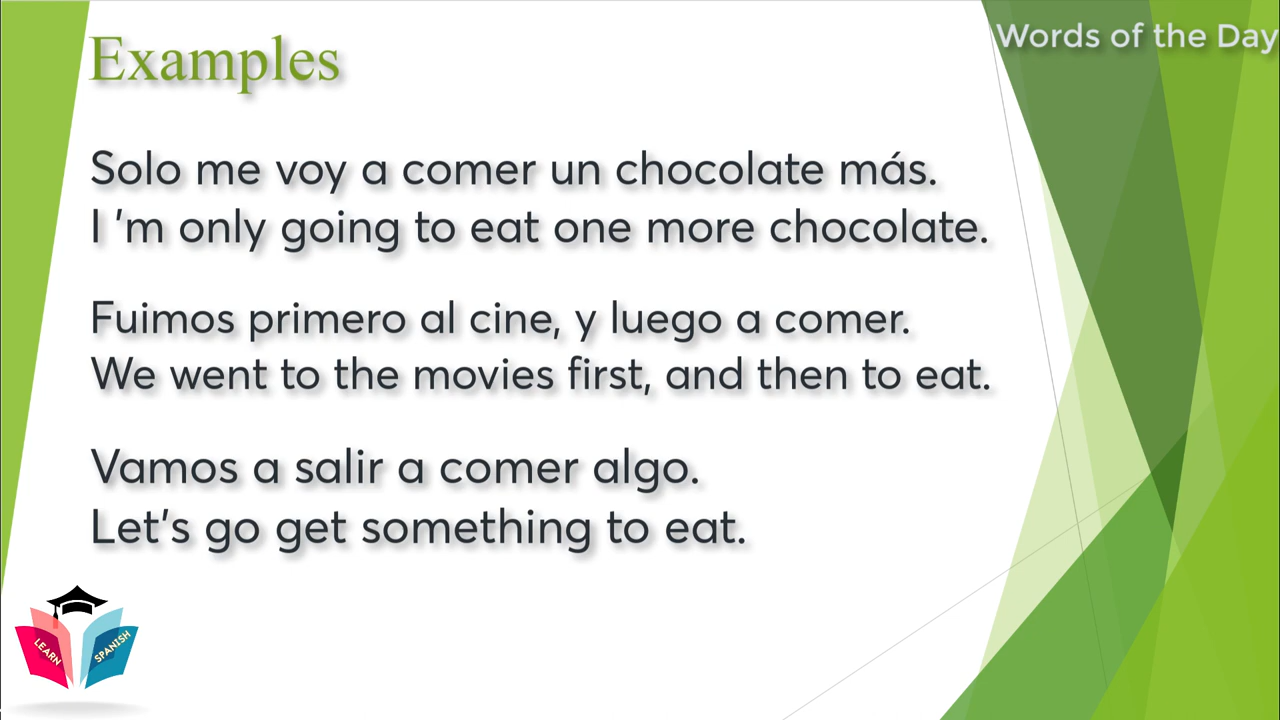 Words of the Day
Examples
Solo me voy a comer un chocolate más.
I 'm only going to eat one more chocolate.
Fuimos primero al cine, y luego a comer.
We went to the movies first, and then to eat.
Vamos a salir a comer algo.
Let's go get something to eat.
LEARN SPANISH